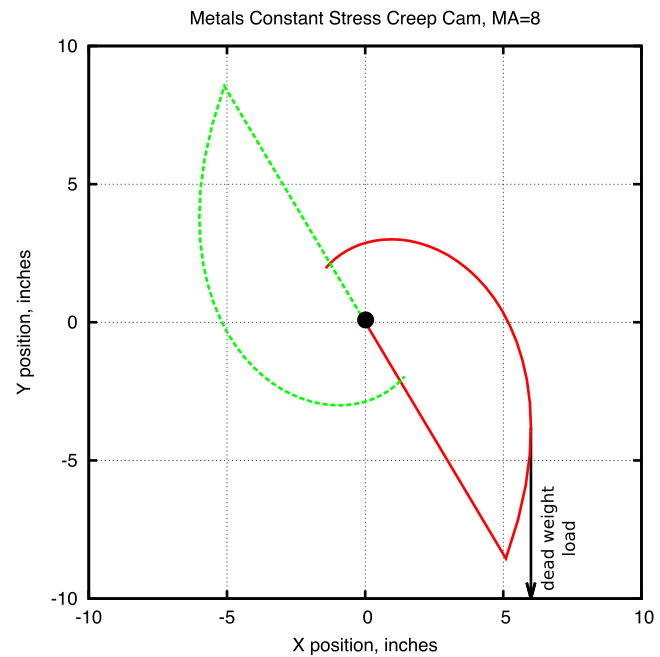 Metals Constant Stress Creep Cam, MA=8
10
5
0
-5
-10
Y position, inches
dead weight
load
-10
-5
0
5
10
X position, inches